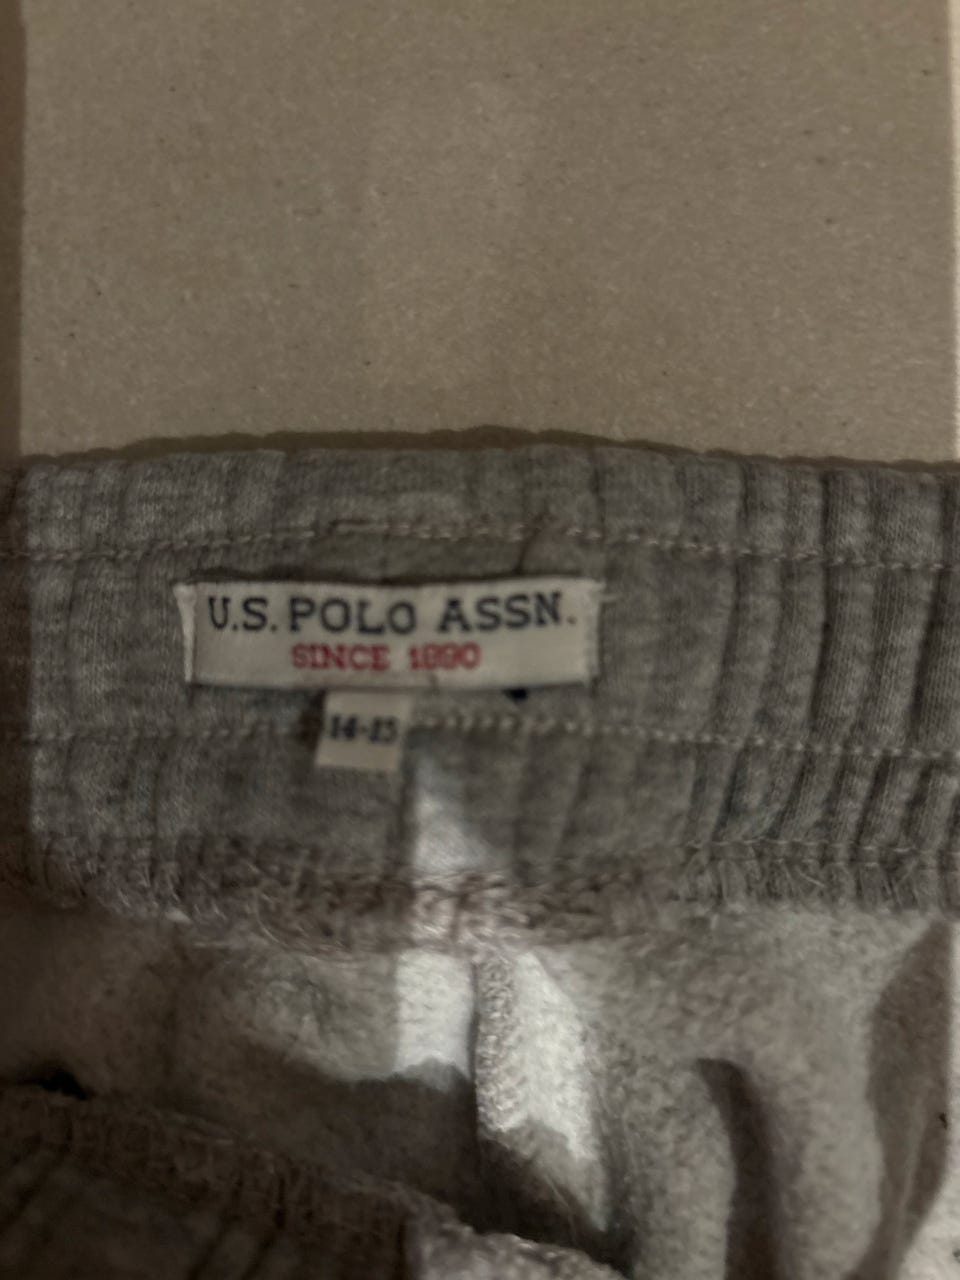 U.S. POLO ASSN.
SINCE 1890
14-15